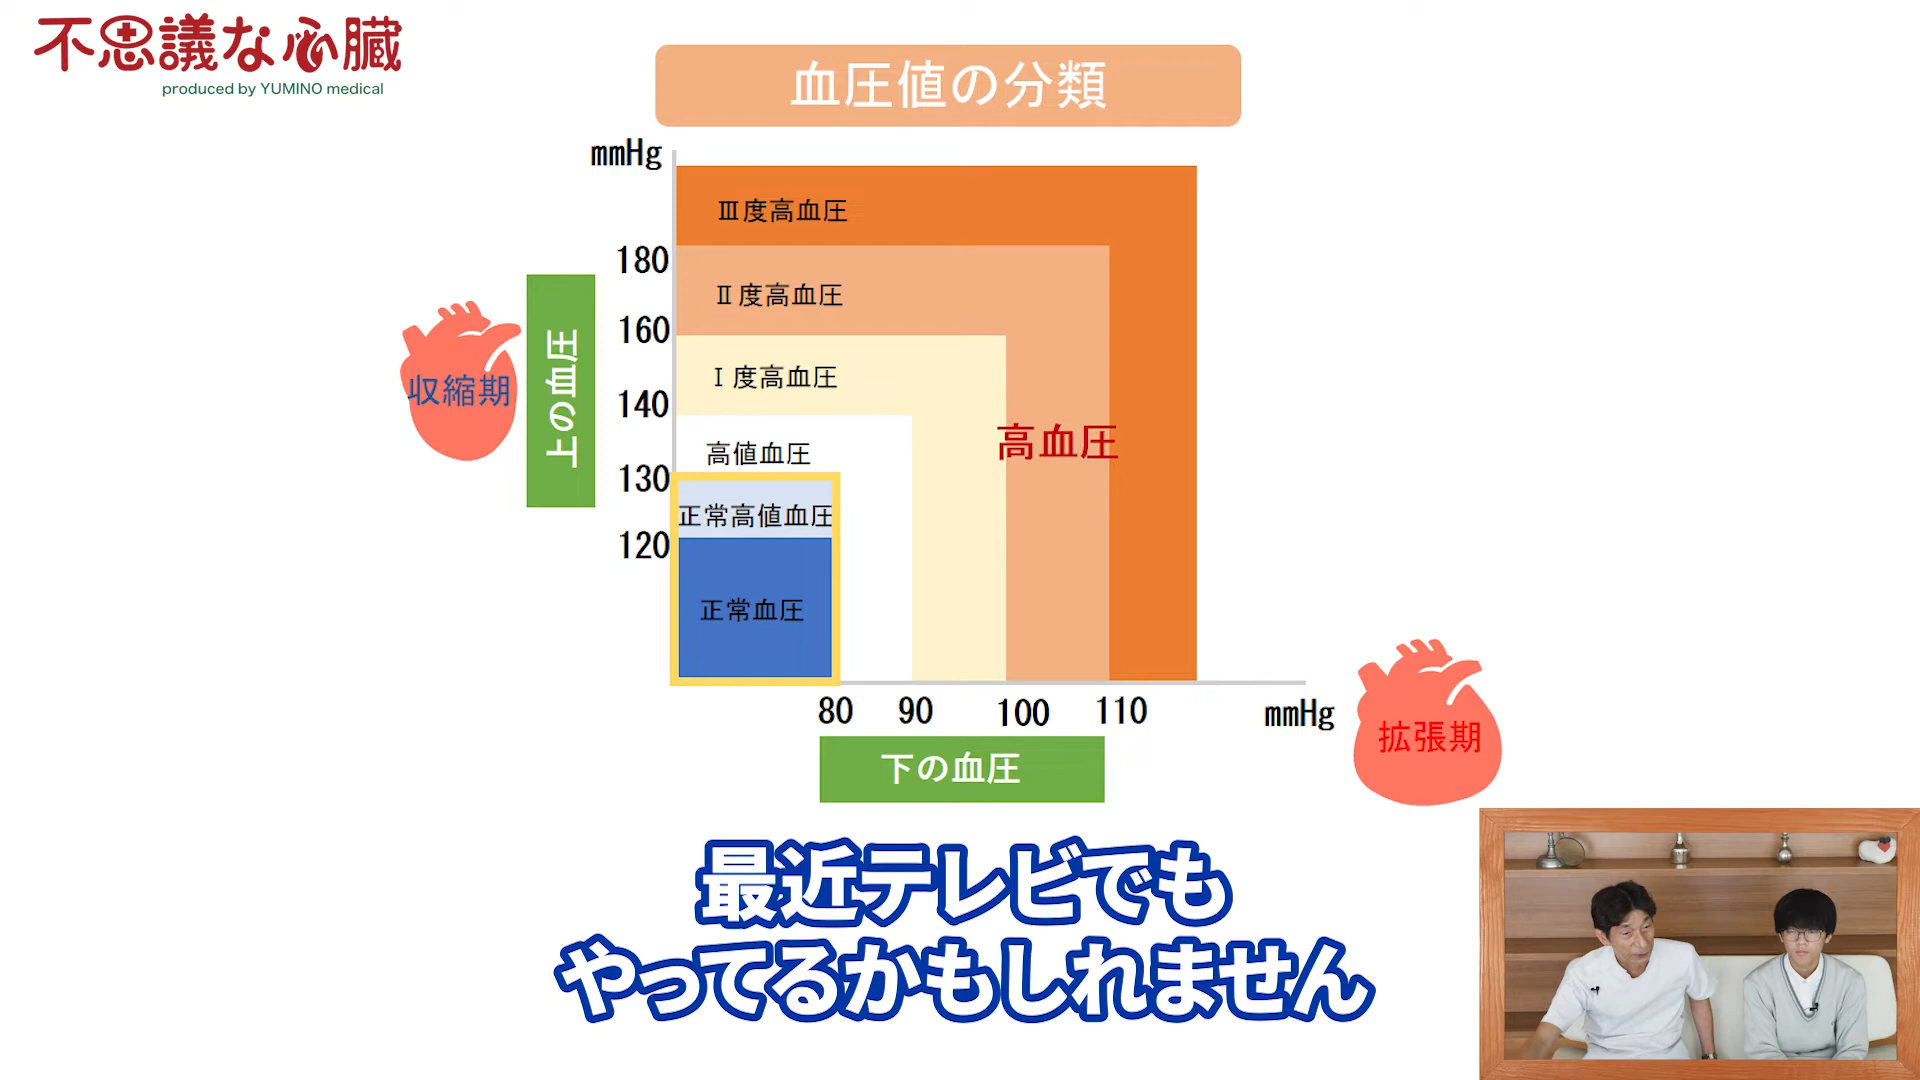 不思議な心臓
produced by YUMINO medical
血圧値の分類
mmHg
Ⅲ度高血圧
180
Ⅱ度高血圧
160
Ⅰ度高血圧
140
高値血圧
130
正常高値血圧
120
正常血圧
高血圧
上の血圧
収縮期
80
90
100
110
mmHg
下の血圧
拡張期
最近テレビでも
やってるかもしれません